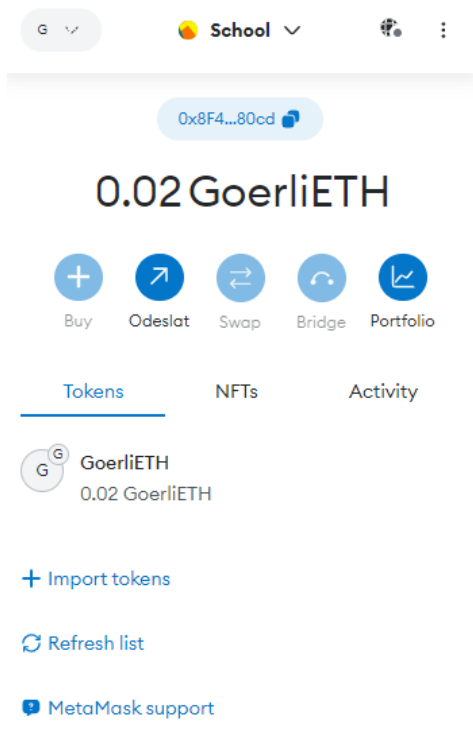 G
School
0x8F4...80cd
0.02 GoerliETH
Buy Odeslat Swap Bridge Portfolio
Tokens NFTs Activity
G G GoerliETH
0.02 GoerliETH
Import tokens
Refresh list
MetaMask support